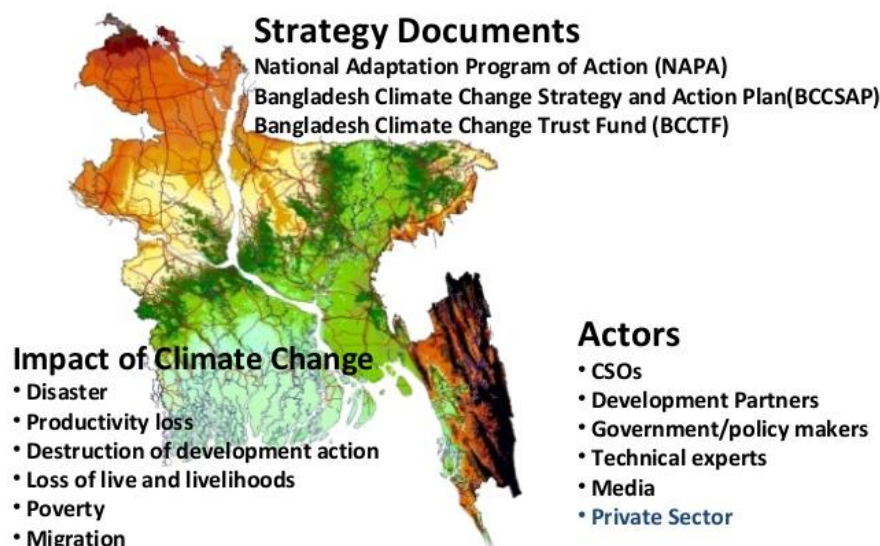 Strategy Documents
National Adaptation Program of Action (NAPA)
Bangladesh Climate Change Strategy and Action Plan(BCCSAP)
Bangladesh Climate Change Trust Fund (BCCTF)
Impact of Climate Change
• Disaster
• Productivity loss
• Destruction of development action
• Loss of live and livelihoods
• Poverty
• Migration
Actors
• CSOs
• Development Partners
• Government/policy makers
• Technical experts
• Media
• Private Sector